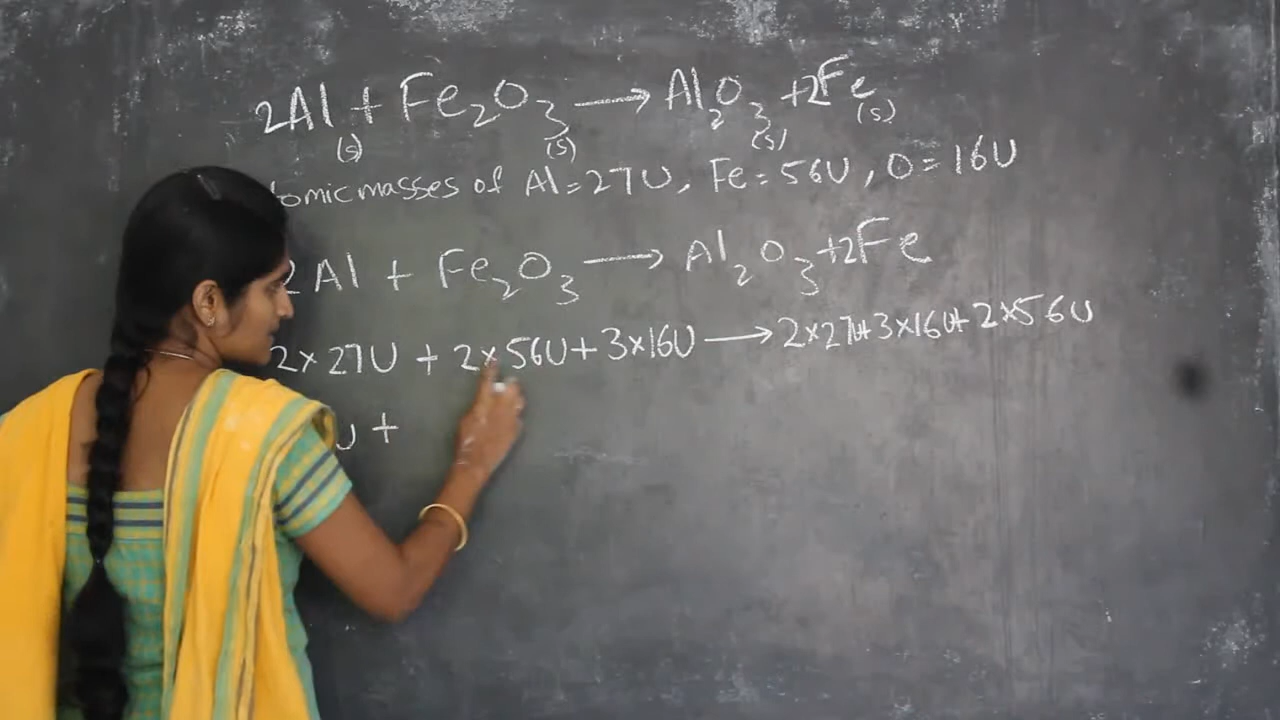 2Al(s) + Fe₂O₃(s) → Al₂O₃(s) + 2Fe(s)
tomic masses of Al = 27U, Fe = 56U, O = 16U
2Al + Fe₂O₃ → Al₂O₃ + 2Fe
2×27U + 2×56U + 3×16U → 2×27U + 3×16U + 2×56U
U +